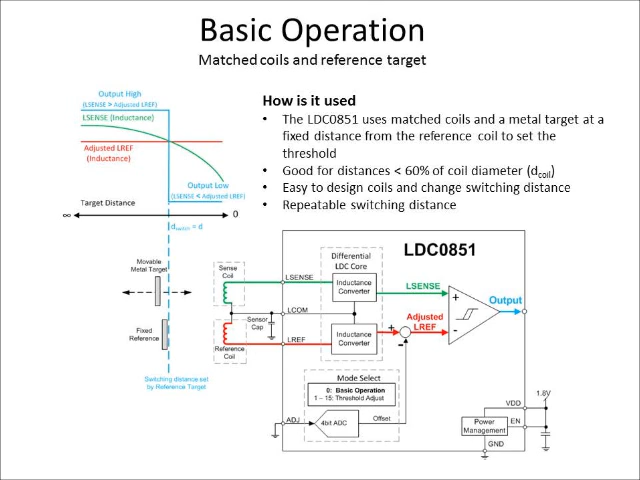 Basic Operation
Matched coils and reference target
Output High
(LSENSE > Adjusted LREF)
LSENSE (Inductance)
Adjusted LREF
(Inductance)
Output Low
(LSENSE < Adjusted LREF)
Target Distance
∞
0
dswitch = d
How is it used
• The LDC0851 uses matched coils and a metal target at a
fixed distance from the reference coil to set the
threshold
• Good for distances < 60% of coil diameter (dcoil)
• Easy to design coils and change switching distance
• Repeatable switching distance
Movable
Metal Target
Fixed
Reference
Switching distance set
by Reference Target
Sense
Coil
Reference
Coil
Sensor
Cap
LSENSE
LCOM
LREF
ADJ
Differential
LDC Core
Inductance
Converter
Inductance
Converter
LDC0851
LSENSE
Adjusted
LREF
+
-
+
-
Output
Mode Select
0: Basic Operation
1 – 15: Threshold Adjust
4bit ADC
Offset
Power
Management
VDD
EN
GND
1.8V